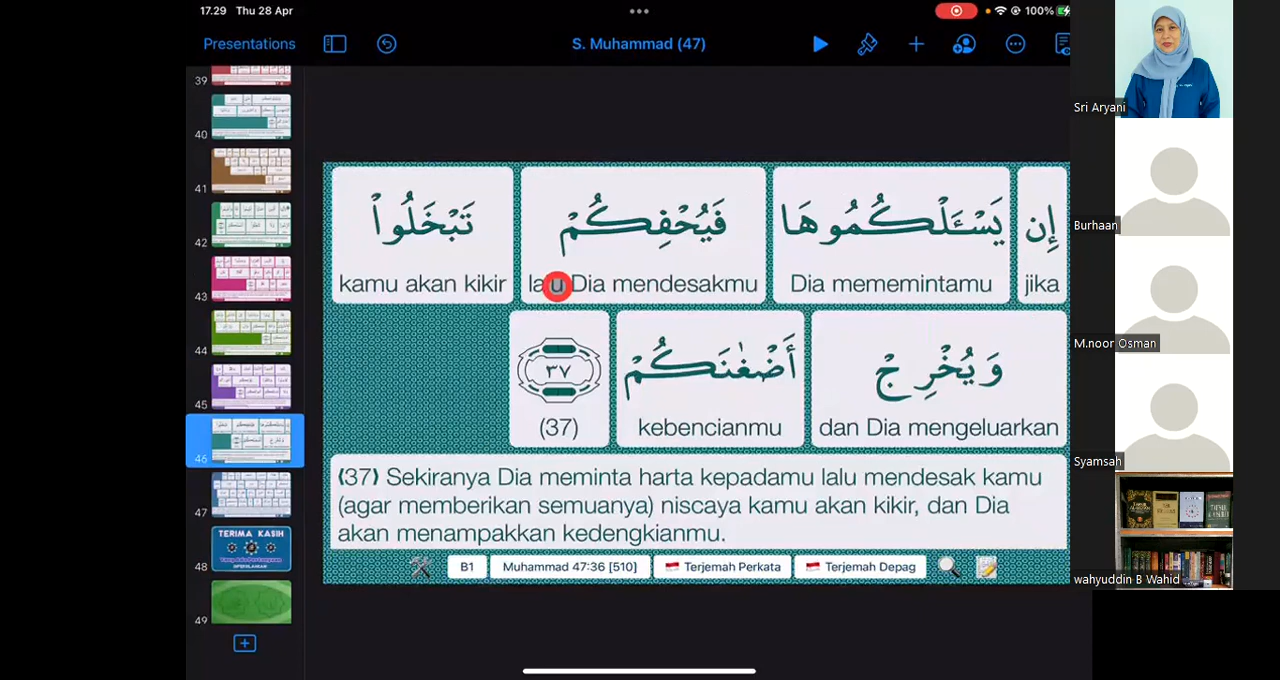 17.29 Thu 28 Apr
100%
Presentations
S. Muhammad (47)
39
40
41
42
43
44
45
46
47
48
49
TERIMA KASIH
إِن يَسْـَٔلْكُمُوهَا فَيُحْفِكُمْ تَبْخَلُوا۟
jika Dia mememintamu lalu Dia mendesakmu kamu akan kikir
وَيُخْرِجْ أَضْغَٰنَكُمْ ٣٧
dan Dia mengeluarkan kebencianmu (37)
(37) Sekiranya Dia meminta harta kepadamu lalu mendesak kamu
(agar memberikan semuanya) niscaya kamu akan kikir, dan Dia
akan menampakkan kedengkianmu.
B1 Muhammad 47:36 [510] Terjemah Perkata Terjemah Depag
Sri Aryani
Burhaan
M.noor Osman
Syamsah
wahyuddin B Wahid